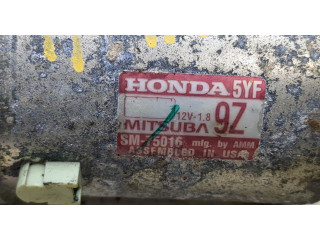 HONDA 5YF
12V-1.8
MITSUBA 9Z
SM-75016 mfg. by AMM
ASSEMBLED IN USA